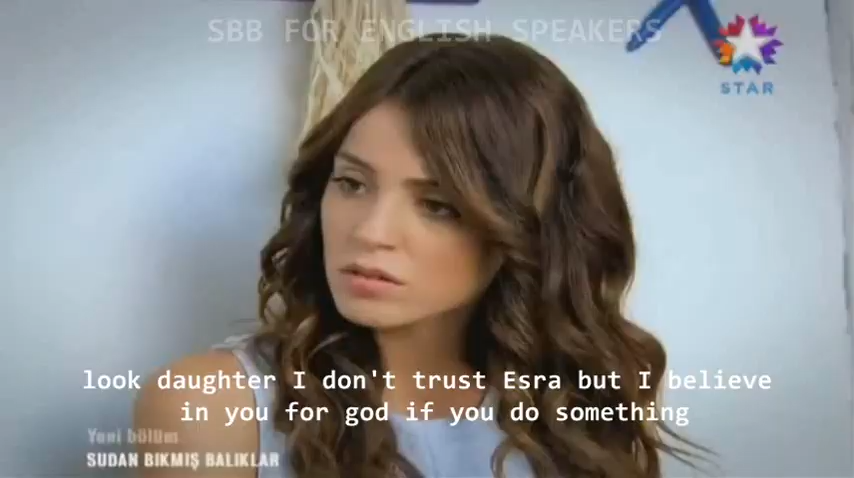 SBB FOR ENGLISH SPEAKERS
STAR
look daughter I don't trust Esra but I believe
in you for god if you do something
Yeni bölüm
SUDAN BIKMIŞ BALIKLAR